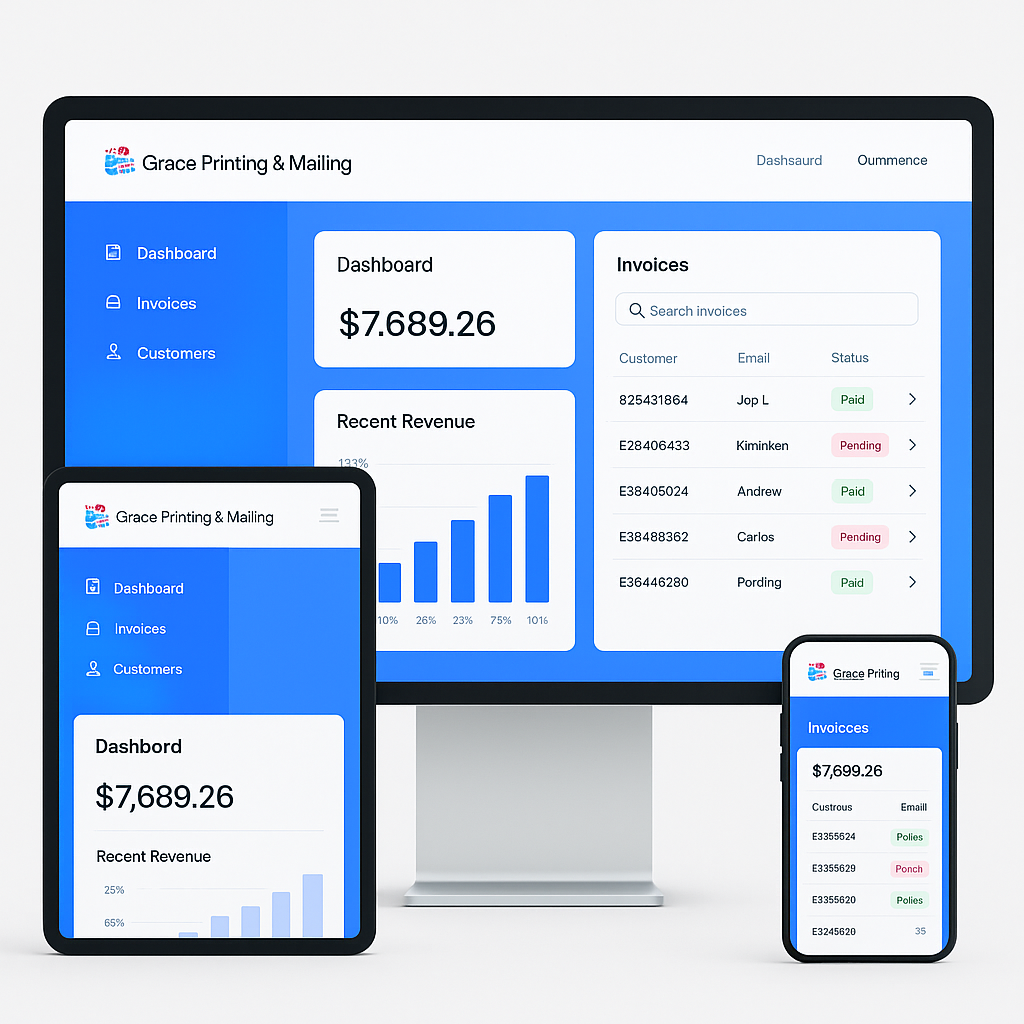 Grace Printing & Mailing
Dashsaurd Oummence
Dashboard
Invoices
Customers
Dashboard
$7.689.26
Recent Revenue
133%
10% 26% 23% 75% 101%
Invoices
Search invoices
Customer Email Status
825431864 Jop L Paid
E28406433 Kiminken Pending
E38405024 Andrew Paid
E38488362 Carlos Pending
E36446280 Pording Paid
Grace Printing & Mailing
Dashboard
Invoices
Customers
Dashbord
$7,689.26
Recent Revenue
25%
65%
Grace Priting
Invoicces
$7,699.26
Custrous Emaill
E3355624 Polies
E3355629 Ponch
E3355620 Polies
E3245620 35